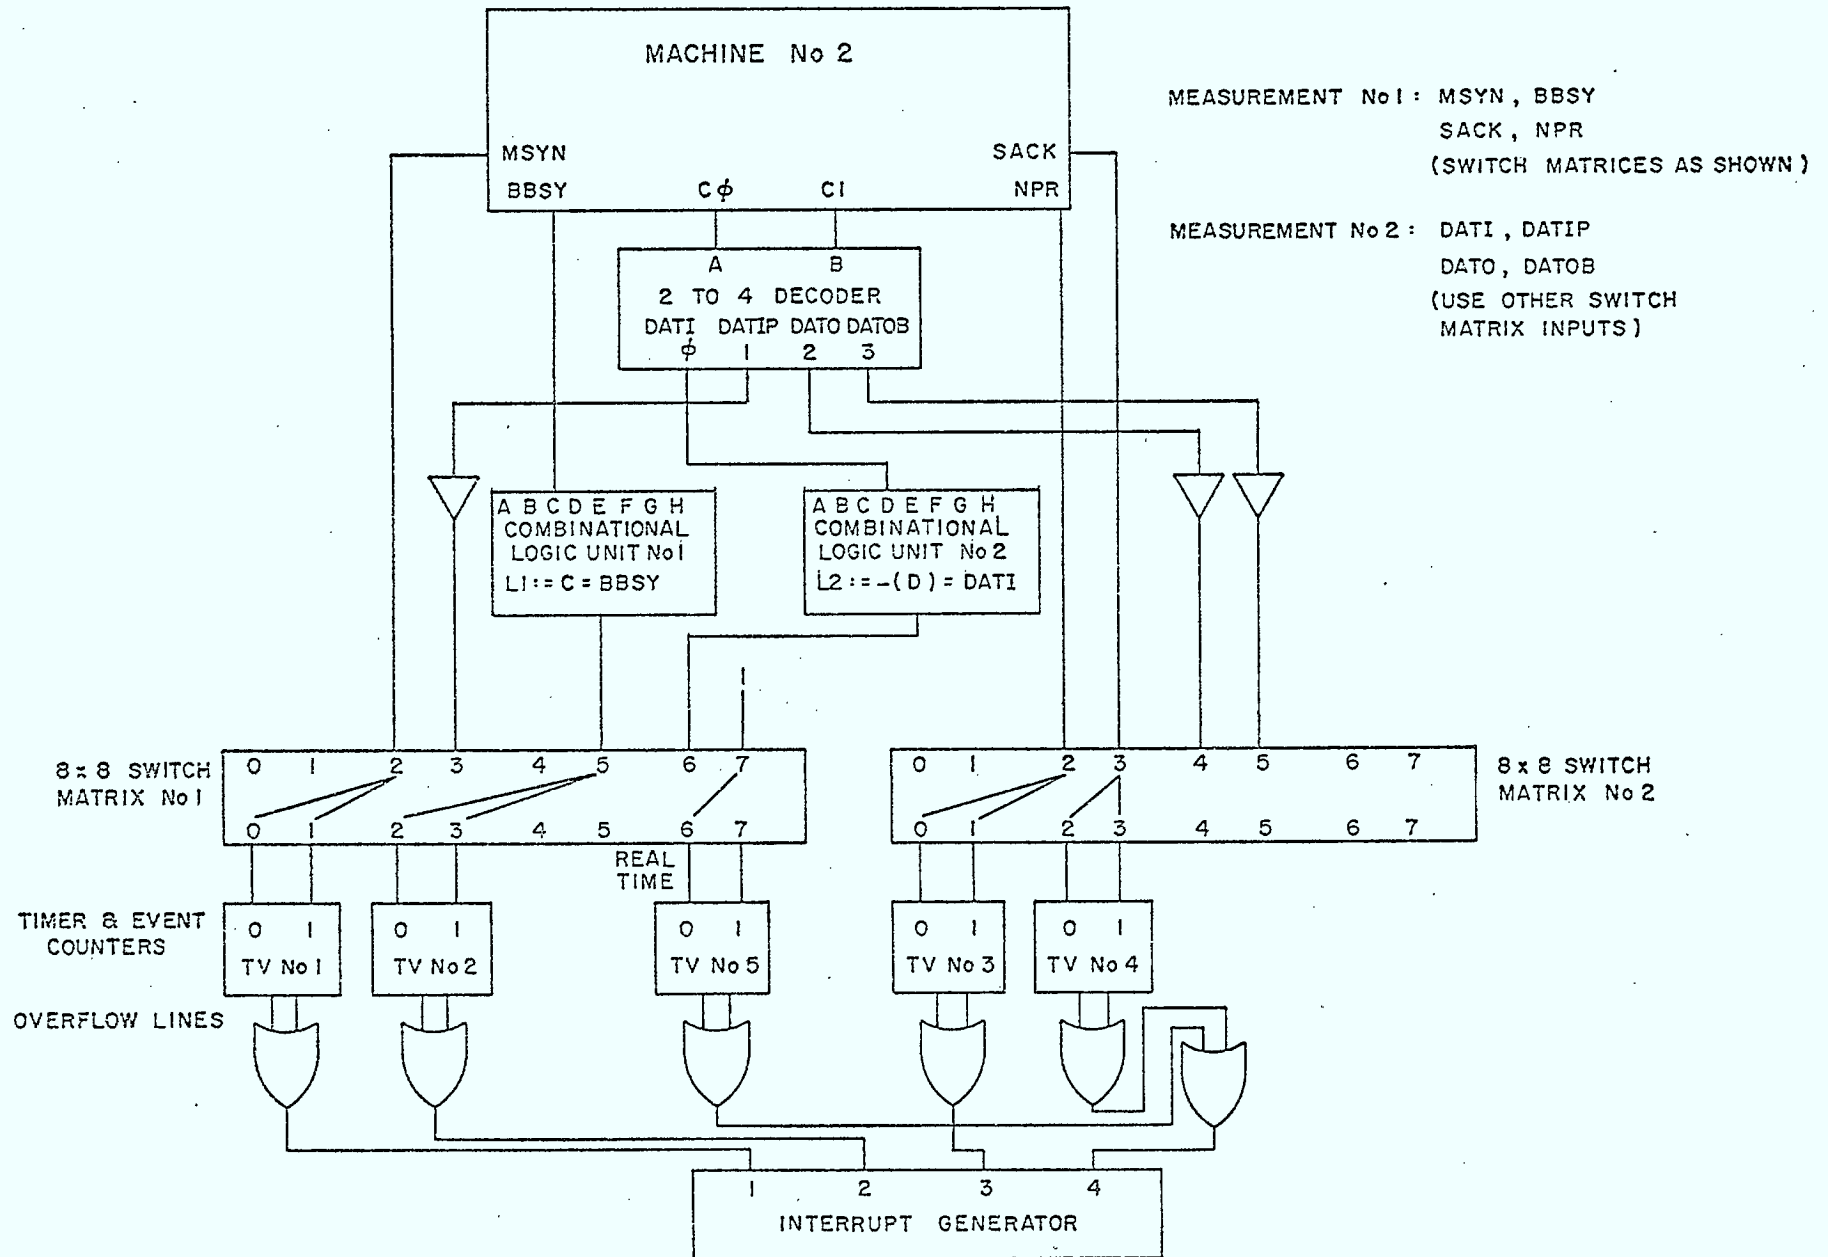 MACHINE No 2
MSYN
SACK
BBSY Cϕ C1 NPR
MEASUREMENT No 1 : MSYN , BBSY
SACK , NPR
(SWITCH MATRICES AS SHOWN)
MEASUREMENT No 2 : DATI , DATIP
DATO , DATOB
(USE OTHER SWITCH
MATRIX INPUTS)
A B
2 TO 4 DECODER
DATI DATIP DATO DATOB
ϕ 1 2 3
A B C D E F G H
COMBINATIONAL
LOGIC UNIT No 1
L1 := C = BBSY
A B C D E F G H
COMBINATIONAL
LOGIC UNIT No 2
L2 := -(D) = DATI
1
8 x 8 SWITCH
MATRIX No 1
0 1 2 3 4 5 6 7
0 1 2 3 4 5 6 7
0 1 2 3 4 5 6 7
0 1 2 3 4 5 6 7
8 x 8 SWITCH
MATRIX No 2
REAL
TIME
TIMER & EVENT
COUNTERS
0 1
TV No 1
0 1
TV No 2
0 1
TV No 5
0 1
TV No 3
0 1
TV No 4
OVERFLOW LINES
1 2 3 4
INTERRUPT GENERATOR